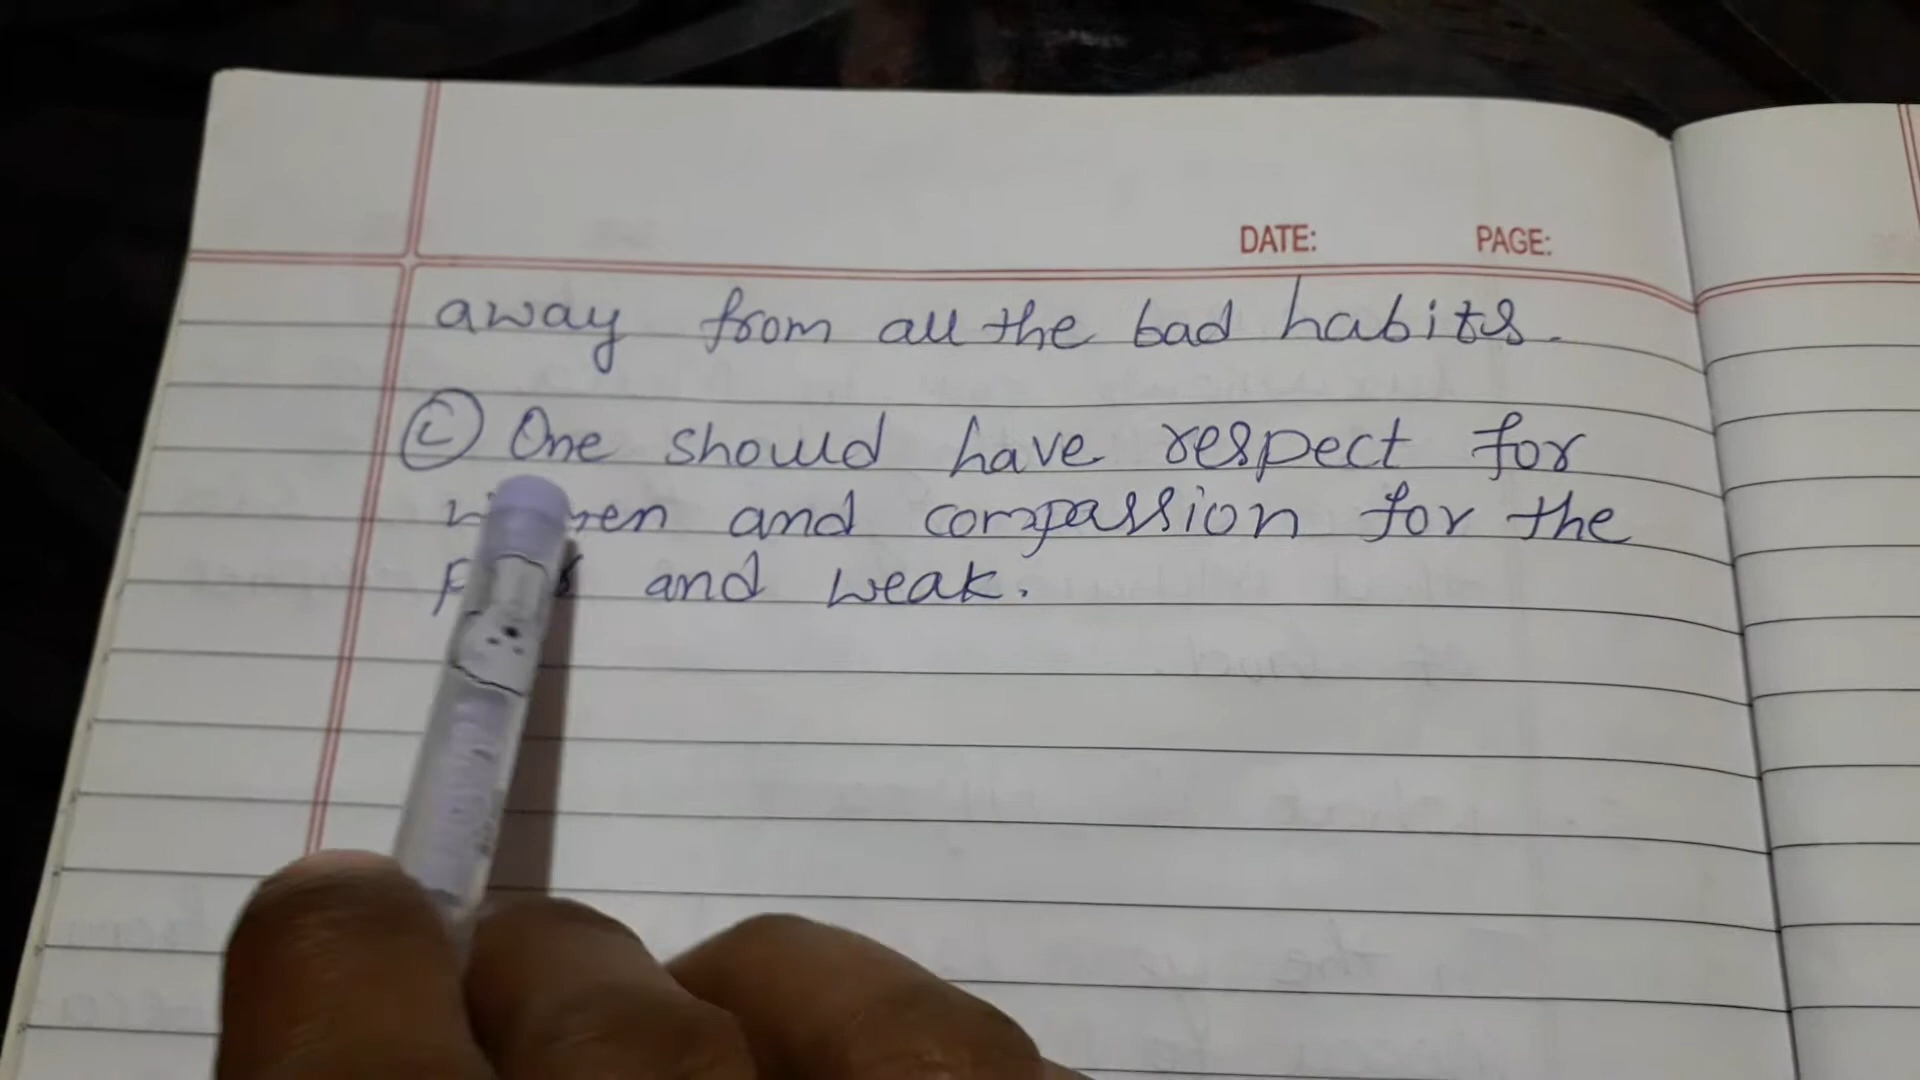 DATE: PAGE:
away from all the bad habits.
Ⓒ One should have respect for
and compassion for the
and weak.